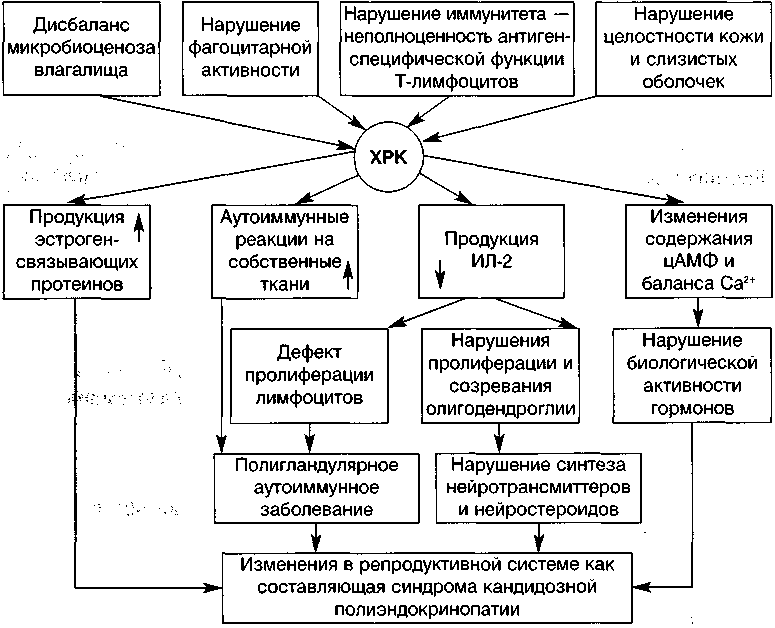 Дисбаланс
микробиоценоза
влагалища
Нарушение
фагоцитарной
активности
Нарушение иммунитета —
неполноценность антиген-
специфической функции
Т-лимфоцитов
Нарушение
целостности кожи
и слизистых
оболочек
ХРК
Продукция
эстроген-
связывающих
протеинов
Аутоиммунные
реакции на
собственные
ткани
Продукция
ИЛ-2
Изменения
содержания
цАМФ и
баланса Ca²⁺
Дефект
пролиферации
лимфоцитов
Нарушения
пролиферации и
созревания
олигодендроглии
Нарушение
биологической
активности
гормонов
Полигландулярное
аутоиммунное
заболевание
Нарушение синтеза
нейротрансмиттеров
и нейростероидов
Изменения в репродуктивной системе как
составляющая синдрома кандидозной
полиэндокринопатии